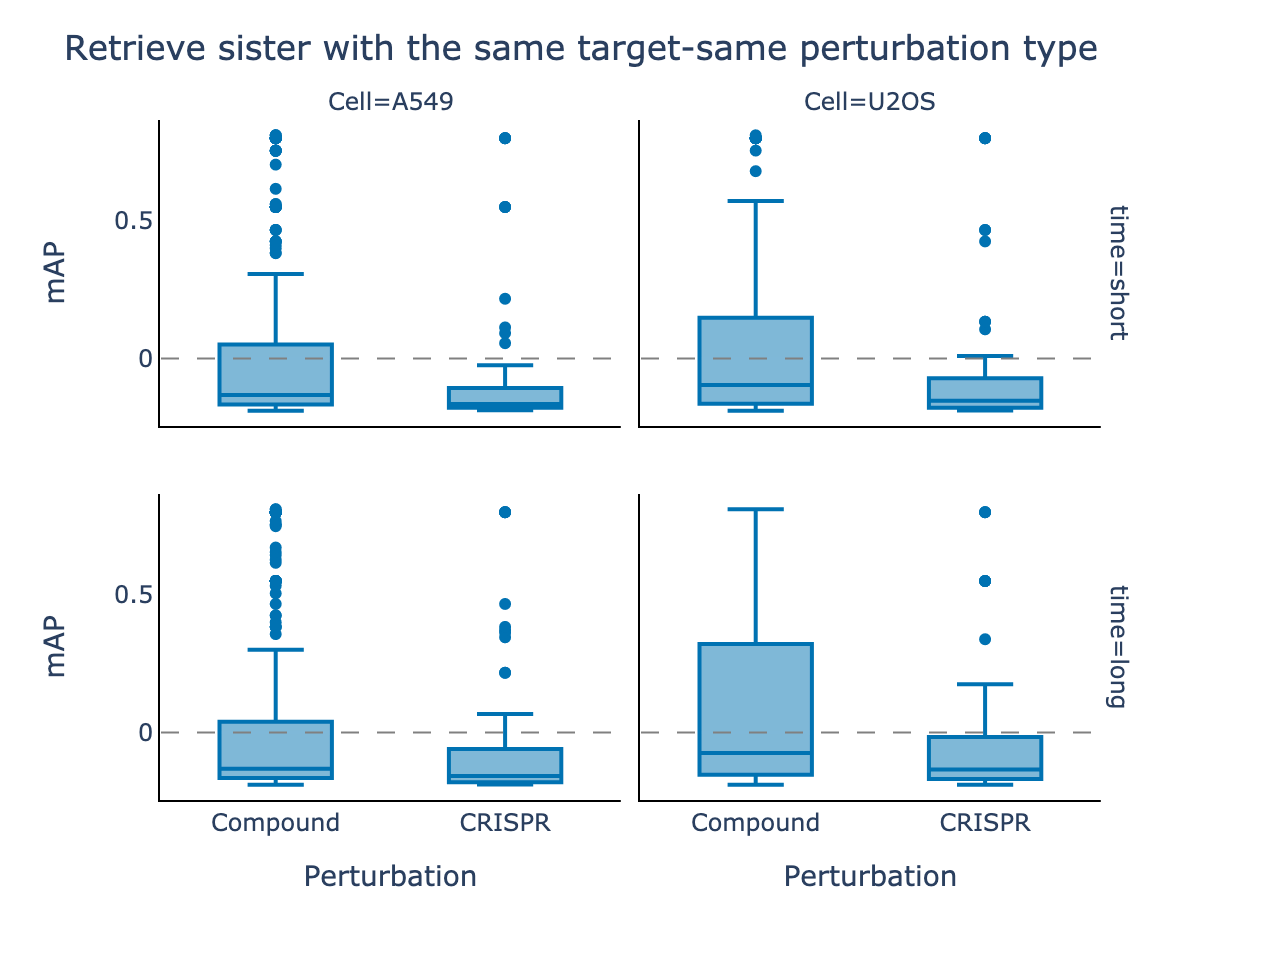 Retrieve sister with the same target-same perturbation type
Cell=A549
Cell=U2OS
mAP
0.5
0
time=short
mAP
0.5
0
time=long
Compound
CRISPR
Compound
CRISPR
Perturbation
Perturbation